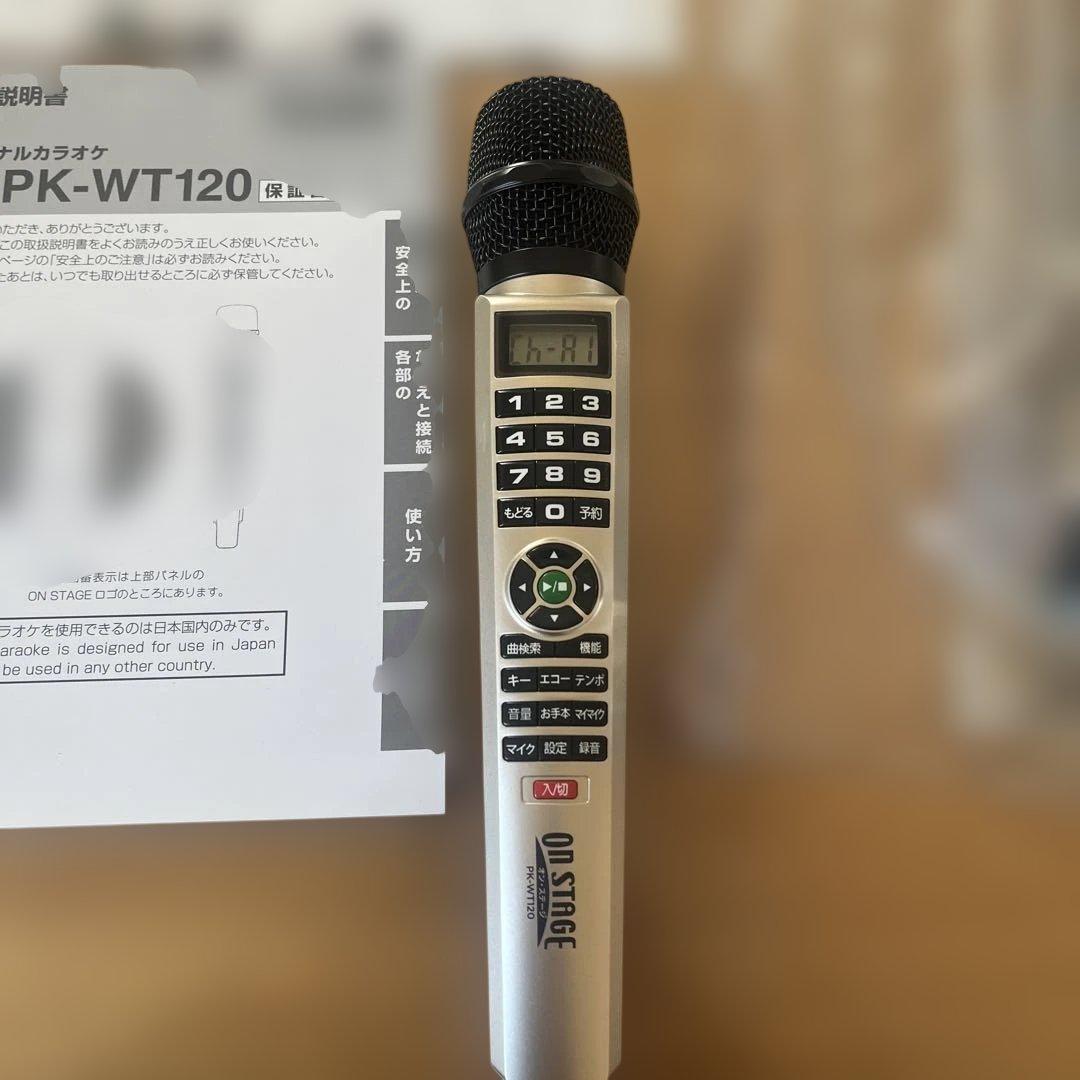 説明書
ナルカラオケ
PK-WT120 保証
ただき、ありがとうございます。
この取扱説明書をよくお読みのうえ正しくお使いください。
ページの「安全上のご注意」は必ずお読みください。
たあとは、いつでも取り出せるところに必ず保管してください。
安全上の
各部の
えと接続
使い方
番表示は上部パネルの
ON STAGE ロゴのところにあります。
ラオケを使用できるのは日本国内のみです。
araoke is designed for use in Japan
be used in any other country.
Ch-A1
1 2 3
4 5 6
7 8 9
もどる 0 予約
▶/■
曲検索 機能
キー エコー テンポ
音量 お手本 マイマイク
マイク 設定 録音
入/切
ON STAGE
オン・ステージ
PK-WT120